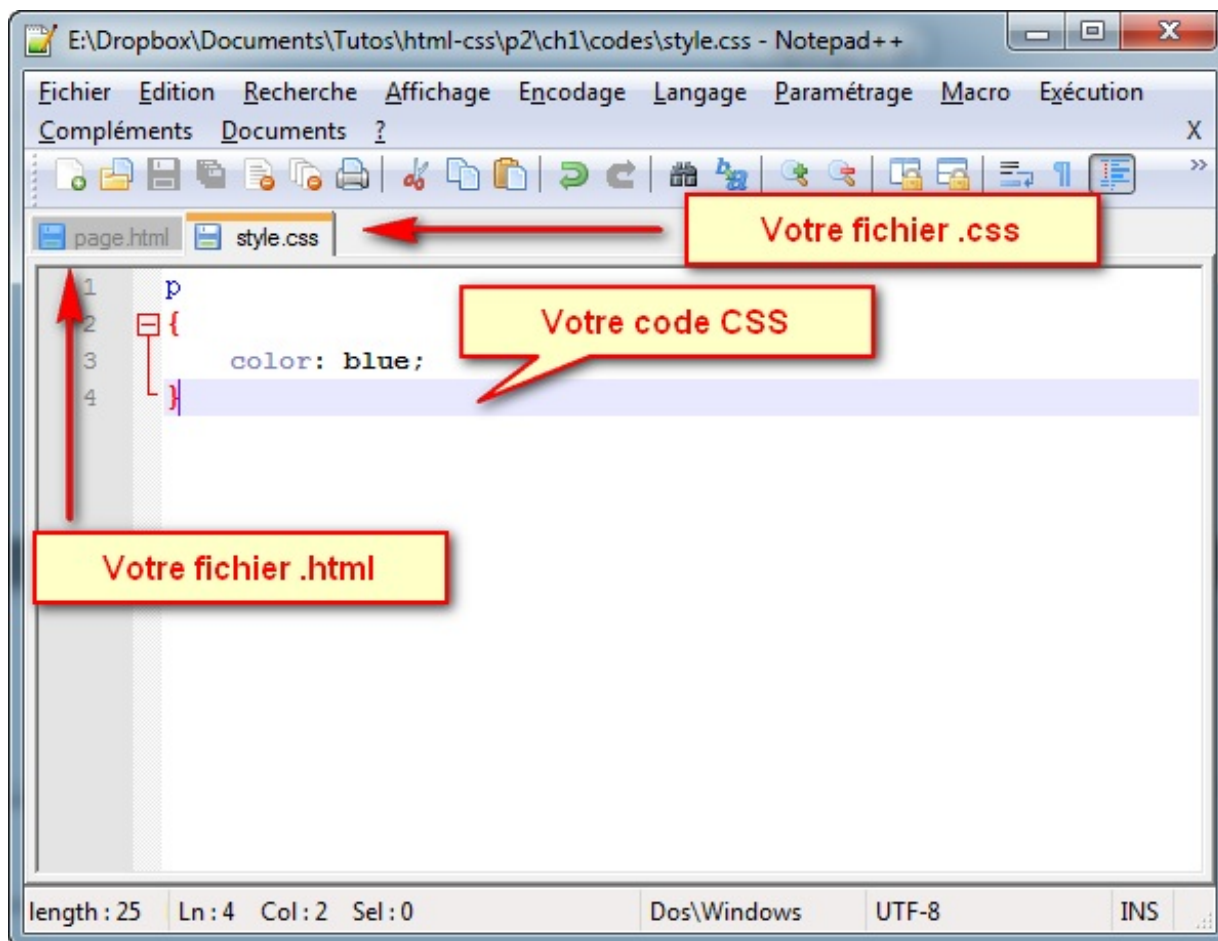 E:\Dropbox\Documents\Tutos\html-css\p2\ch1\codes\style.css - Notepad++
Fichier Edition Recherche Affichage Encodage Langage Paramétrage Macro Exécution
Compléments Documents ? X
page.html style.css
Votre fichier .css
1 p
2 {
Votre code CSS
3 color: blue;
4 }
Votre fichier .html
length : 25 Ln : 4 Col : 2 Sel : 0 Dos\Windows UTF-8 INS